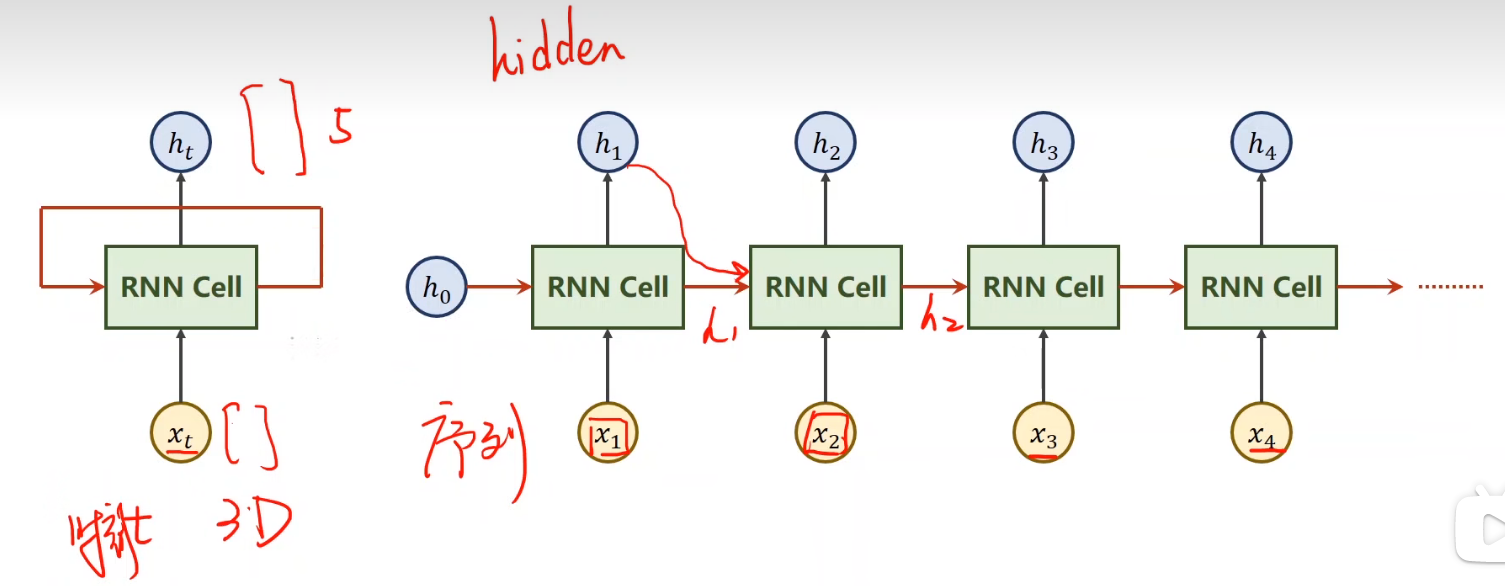 hidden
h_t [ ] 5 h_1 h_2 h_3 h_4
RNN Cell h_0 RNN Cell RNN Cell RNN Cell RNN Cell ········
h_1 h_2
x_t [ ] 序列 x_1 x_2 x_3 x_4
时刻t 3D